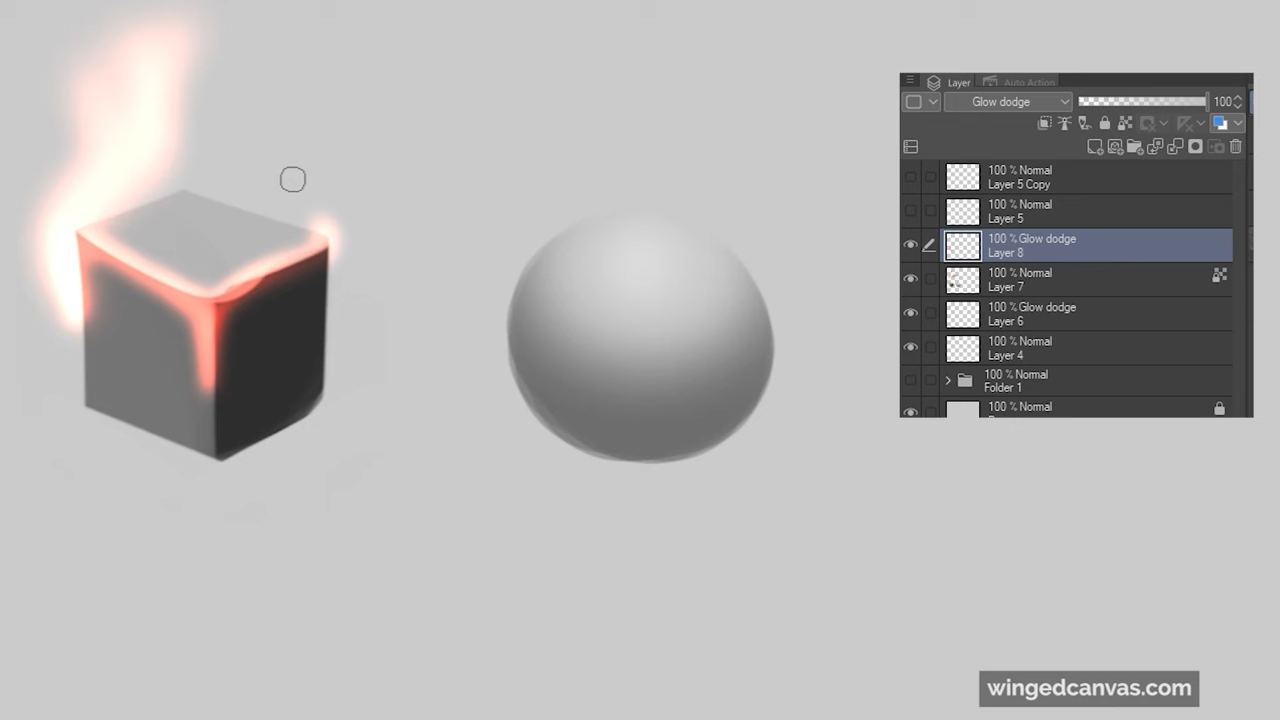 Layer
Auto Action
Glow dodge
100
100 % Normal
Layer 5 Copy
100 % Normal
Layer 5
100 % Glow dodge
Layer 8
100 % Normal
Layer 7
100 % Glow dodge
Layer 6
100 % Normal
Layer 4
100 % Normal
Folder 1
100 % Normal
wingedcanvas.com